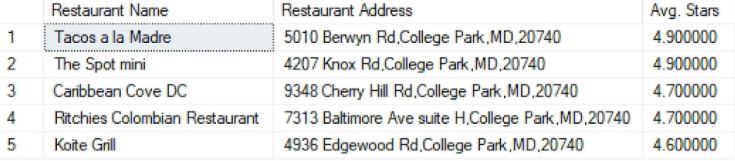 Restaurant Name Restaurant Address Avg. Stars
1 Tacos a la Madre 5010 Berwyn Rd,College Park,MD,20740 4.900000
2 The Spot mini 4207 Knox Rd,College Park,MD,20740 4.900000
3 Caribbean Cove DC 9348 Cherry Hill Rd,College Park,MD,20740 4.700000
4 Ritchies Colombian Restaurant 7313 Baltimore Ave suite H,College Park,MD,20740 4.700000
5 Koite Grill 4936 Edgewood Rd,College Park,MD,20740 4.600000